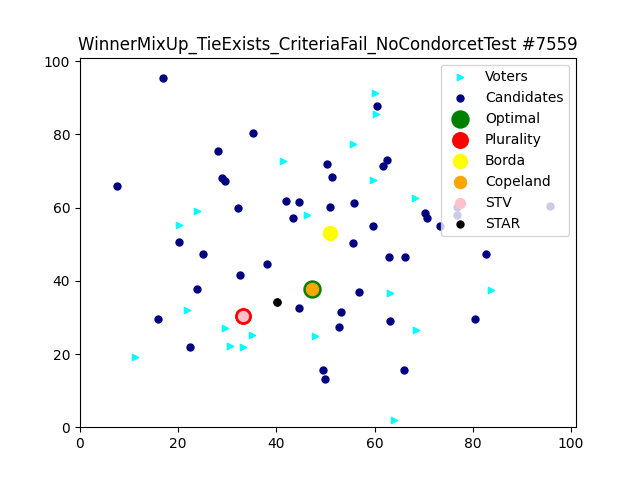 WinnerMixUp_TieExists_CriteriaFail_NoCondorcetTest #7559
100
80
60
40
20
0
0 20 40 60 80 100
Voters
Candidates
Optimal
Plurality
Borda
Copeland
STV
STAR